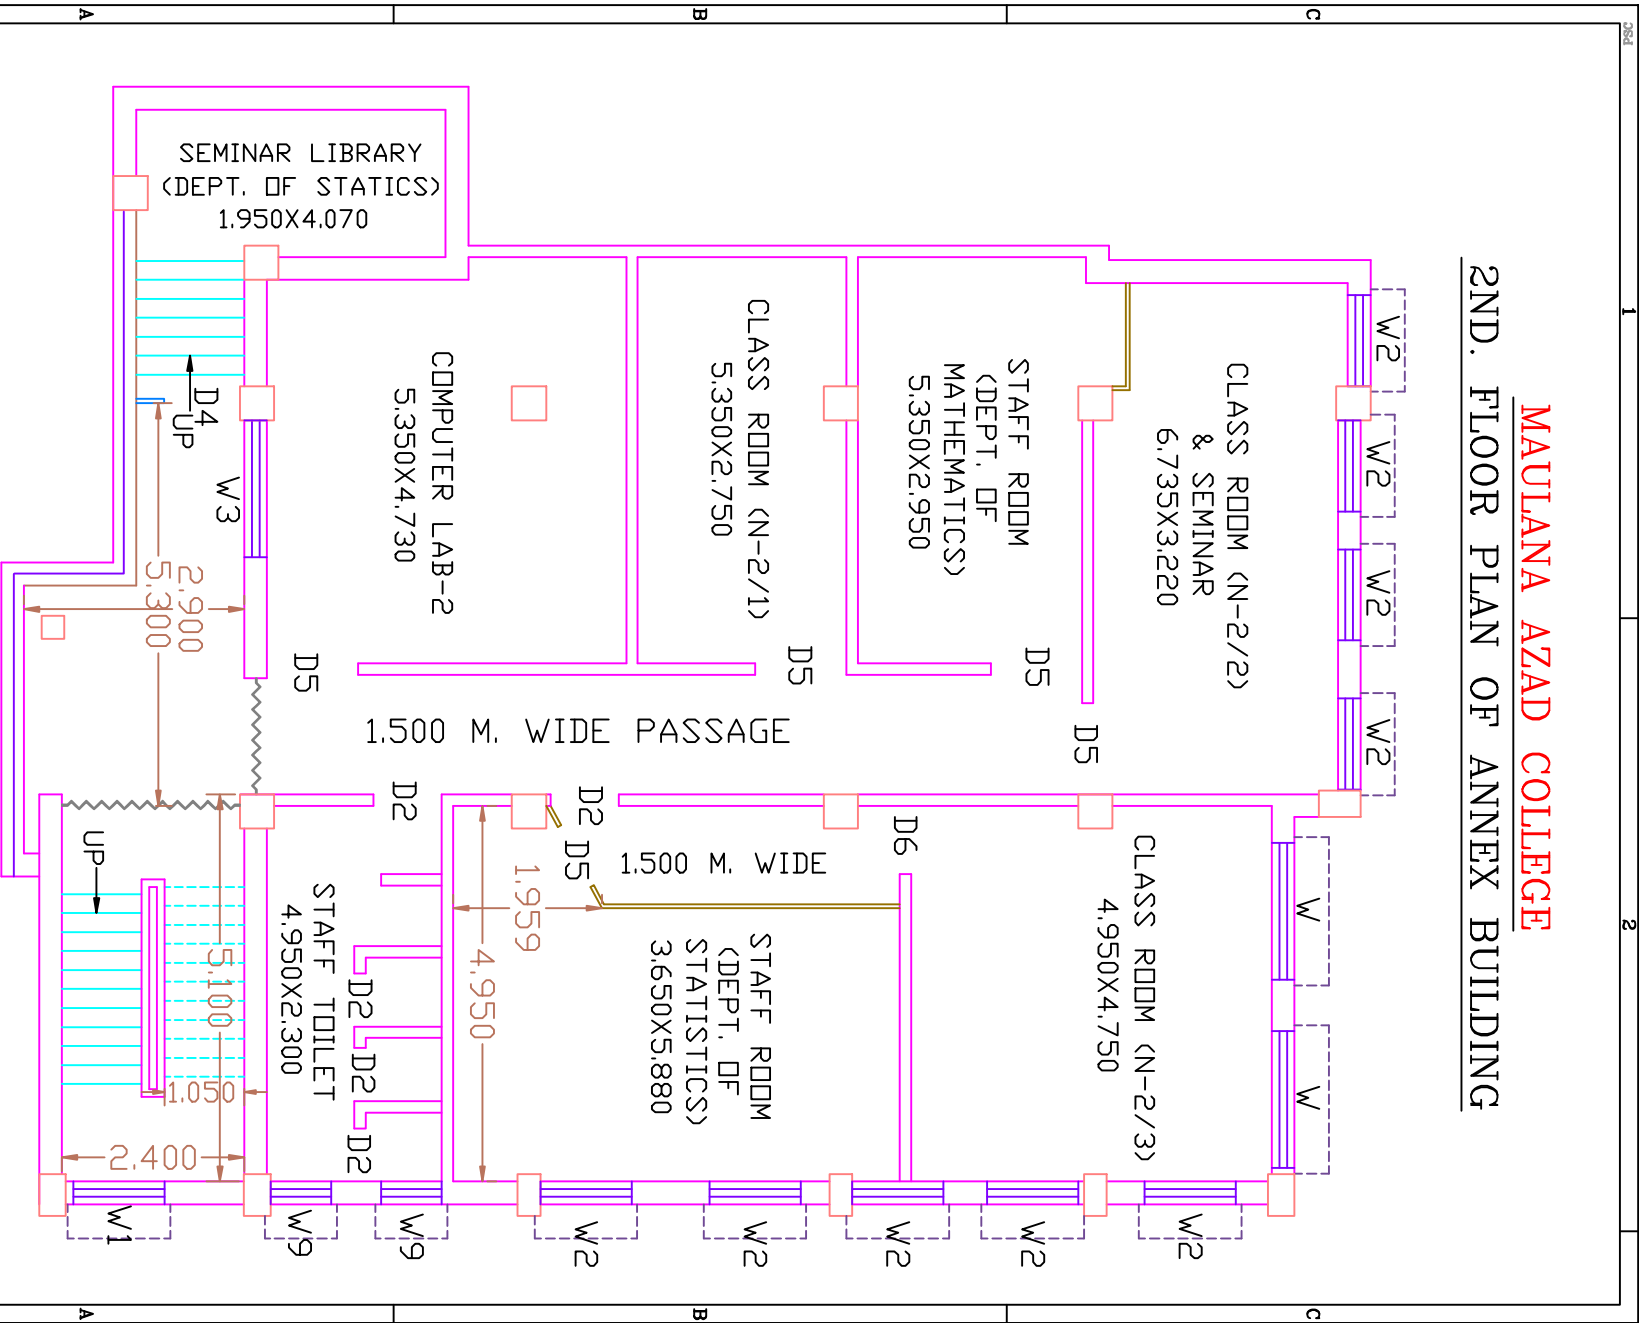 PSC
A
B
C
1
2
A
B
C
MAULANA AZAD COLLEGE
2ND. FLOOR PLAN OF ANNEX BUILDING
SEMINAR LIBRARY
(DEPT. OF STATICS)
1.950X4.070
COMPUTER LAB-2
5.350X4.730
CLASS ROOM (N-2/1)
5.350X2.750
STAFF ROOM
(DEPT. OF
MATHEMATICS)
5.350X2.950
CLASS ROOM (N-2/2)
& SEMINAR
6.735X3.220
W2
W2
W2
W2
D4
UP
W3
2.900
5.300
D5
D5
D5
D5
1.500 M. WIDE PASSAGE
D2
D2
D5
1.500 M. WIDE
D6
CLASS ROOM (N-2/3)
4.950X4.750
W
W
STAFF ROOM
(DEPT. OF
STATISTICS)
3.650X5.880
1.959
4.950
STAFF TOILET
4.950X2.300
D2
D2
D2
UP
5.100
1.050
2.400
W1
W9
W9
W2
W2
W2
W2
W2